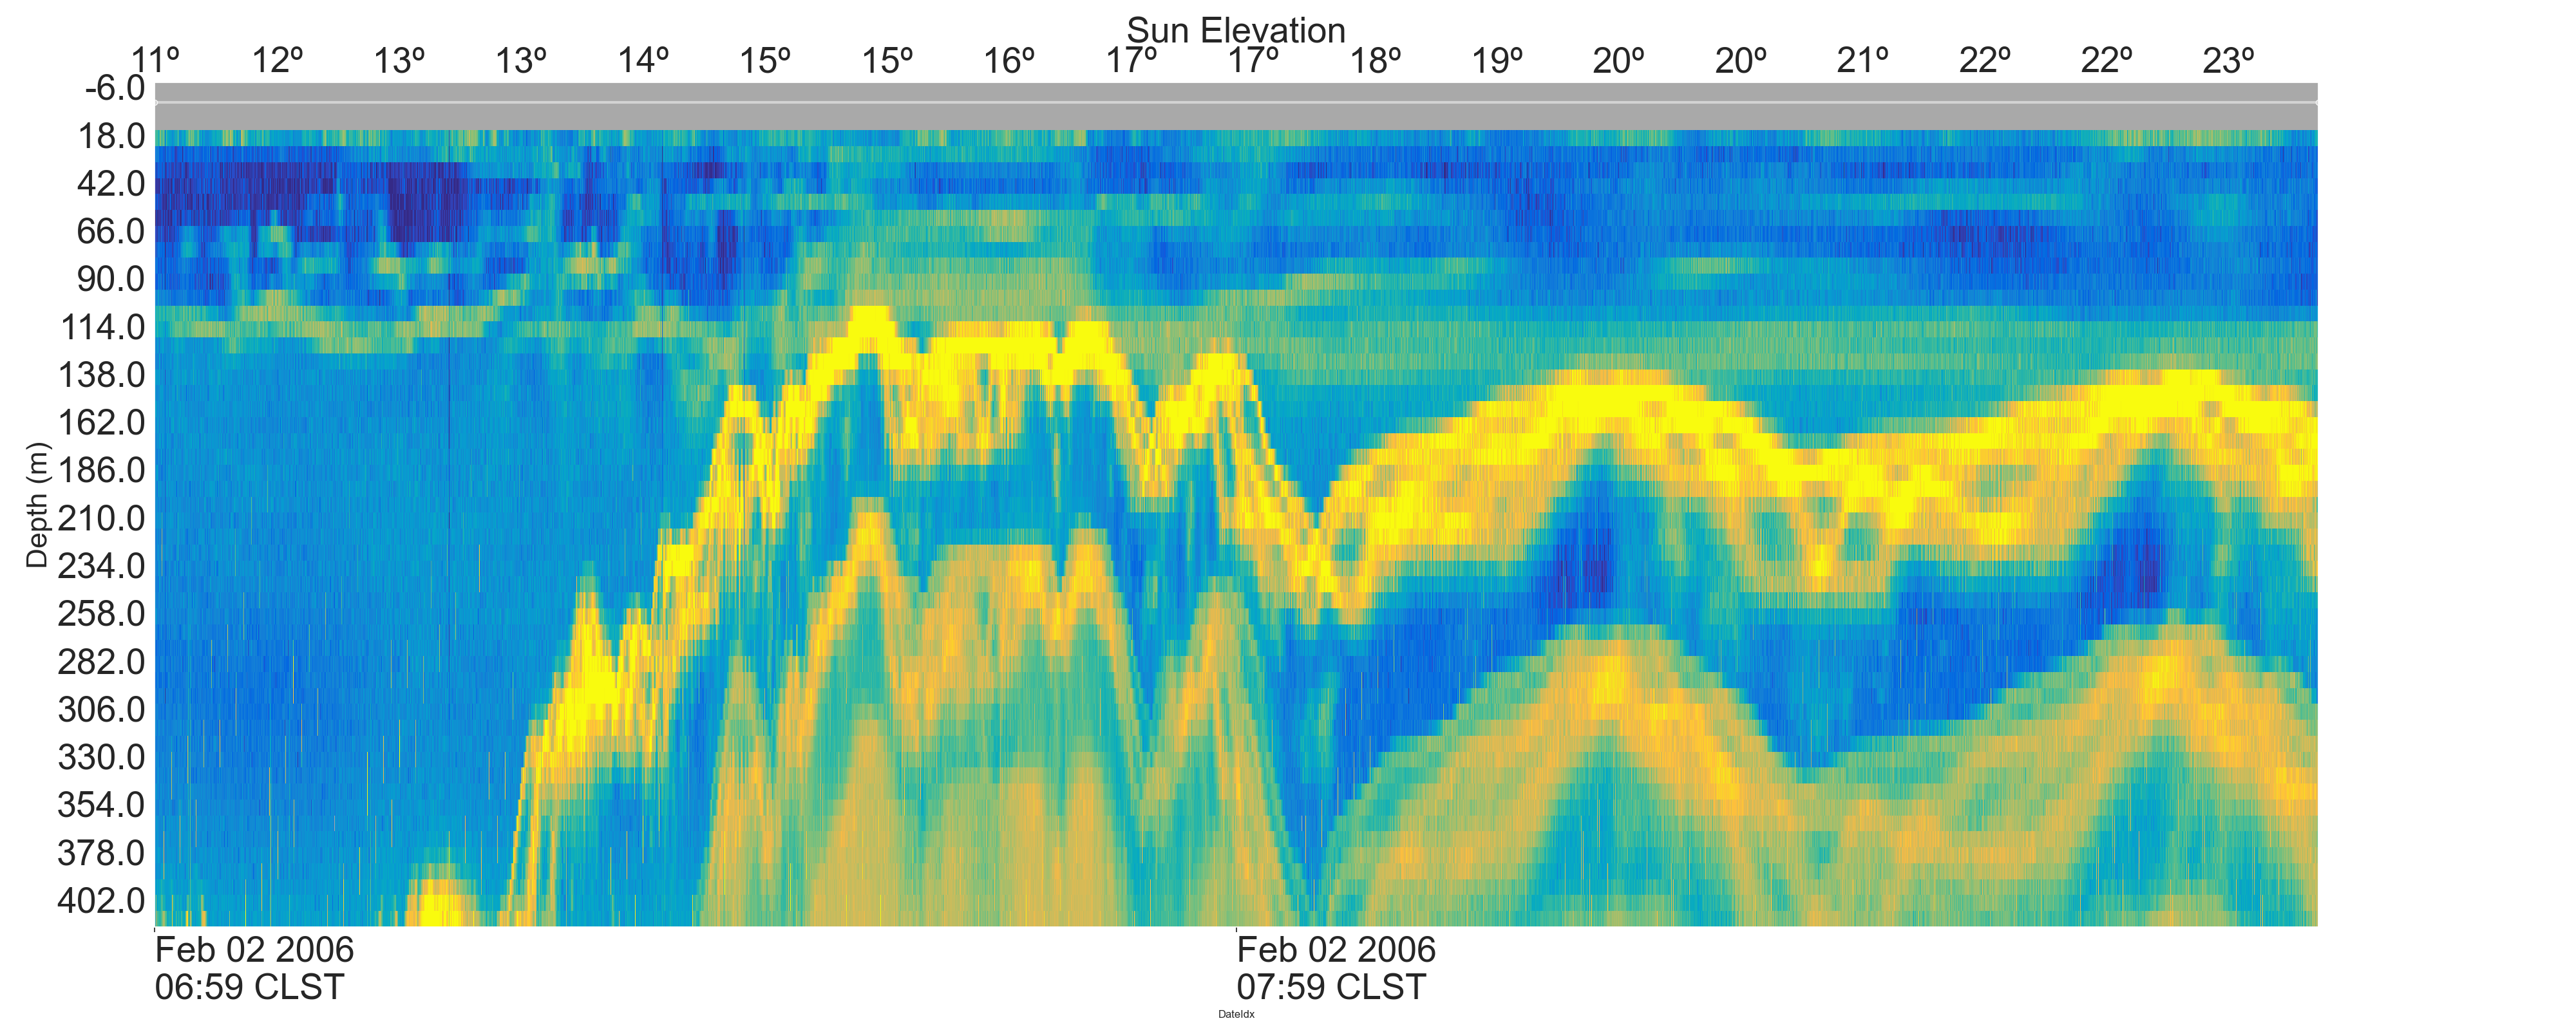 Sun Elevation
11º 12º 13º 13º 14º 15º 15º 16º 17º 17º 18º 19º 20º 20º 21º 22º 22º 23º
-6.0
18.0
42.0
66.0
90.0
114.0
138.0
162.0
186.0
210.0
234.0
258.0
282.0
306.0
330.0
354.0
378.0
402.0
Depth (m)
Feb 02 2006
06:59 CLST
Feb 02 2006
07:59 CLST
DateIdx